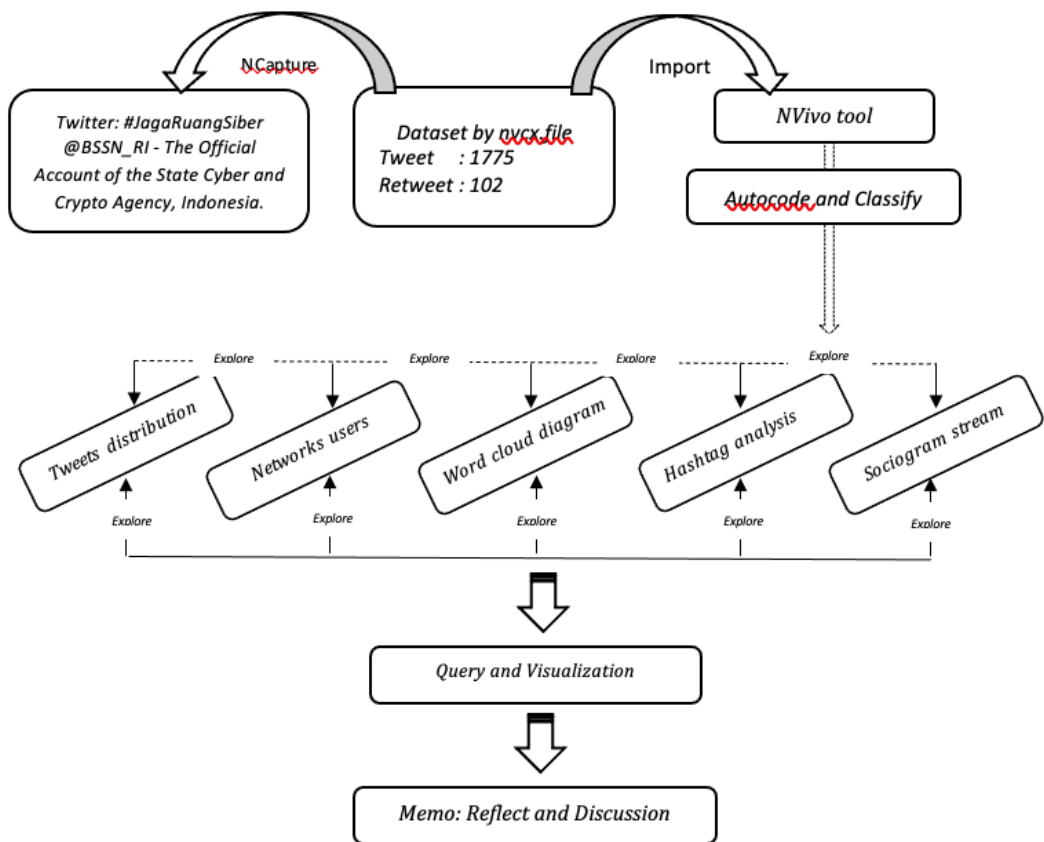 NCapture
Import
Twitter: #JagaRuangSiber
@BSSN_RI - The Official
Account of the State Cyber and
Crypto Agency, Indonesia.
Dataset by nvcx.file
Tweet : 1775
Retweet : 102
NVivo tool
Autocode and Classify
Explore
Explore
Explore
Explore
Tweets distribution
Networks users
Word cloud diagram
Hashtag analysis
Sociogram stream
Explore
Explore
Explore
Explore
Explore
Query and Visualization
Memo: Reflect and Discussion